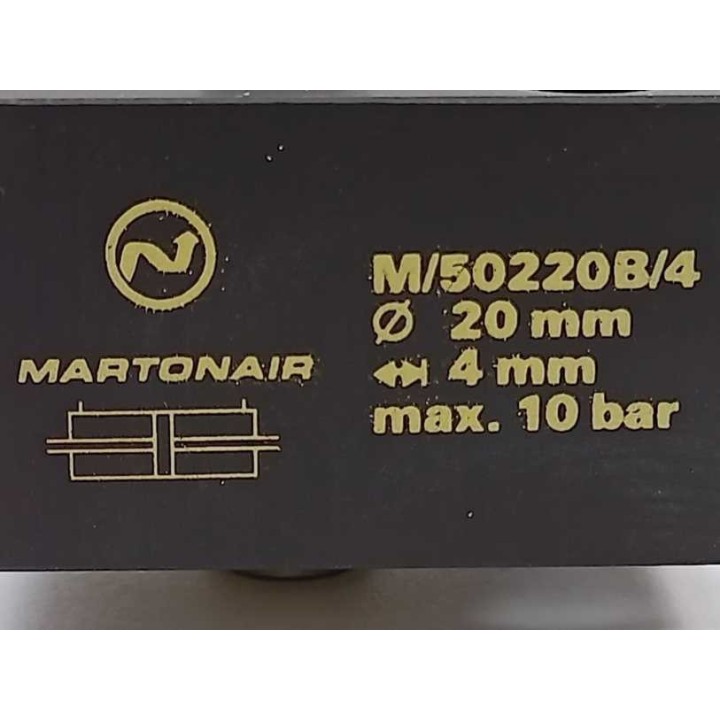 MARTONAIR
M/50220B/4
Ø 20 mm
4 mm
max. 10 bar